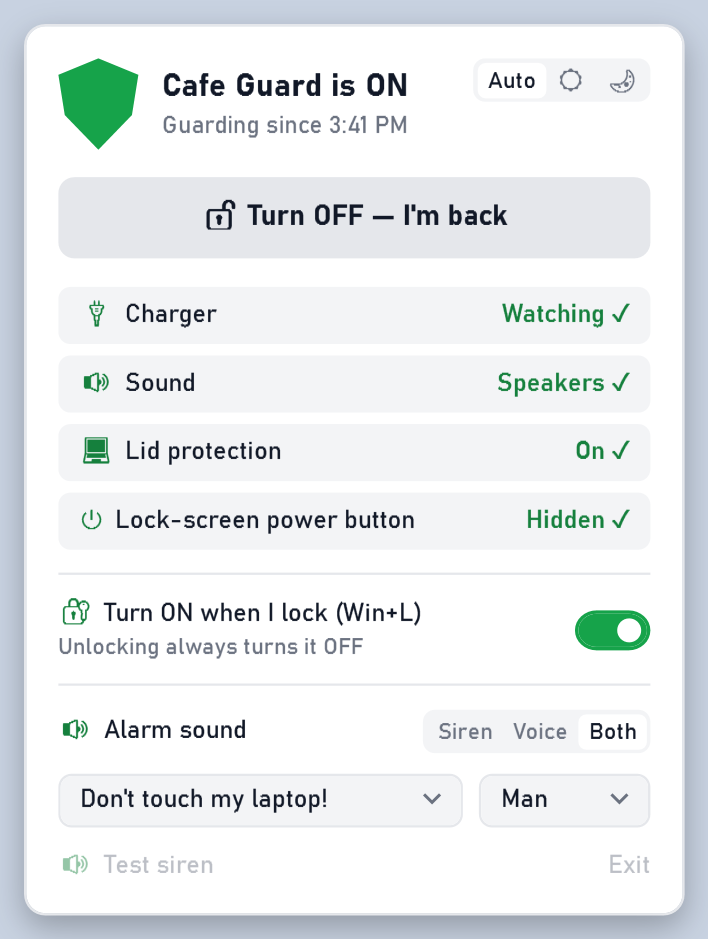 Cafe Guard is ON
Guarding since 3:41 PM
Auto
Turn OFF — I'm back
Charger Watching ✓
Sound Speakers ✓
Lid protection On ✓
Lock-screen power button Hidden ✓
Turn ON when I lock (Win+L)
Unlocking always turns it OFF
Alarm sound Siren Voice Both
Don't touch my laptop! Man
Test siren Exit